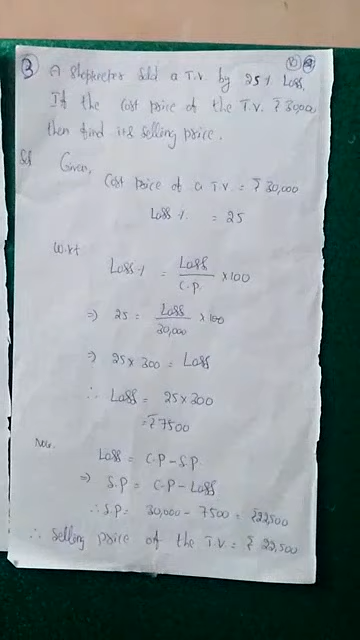 ③ A Shopkeeper Sold a T.V. by 25% Loss.
If the cost price of the T.V. ₹ 30,000
then find its selling price.
Sol Given,
Cost price of a T.V = ₹ 30,000
Loss % = 25
W.k.t
Loss % = Loss / C.P. × 100
⇒ 25 = Loss / 30,000 × 100
⇒ 25 × 300 = Loss
∴ Loss = 25 × 300
= ₹ 7500
Now,
Loss = C.P – S.P.
⇒ S.P = C.P – Loss
∴ S.P = 30,000 – 7500 = ₹22,500
∴ Selling price of the T.V. = ₹ 22,500